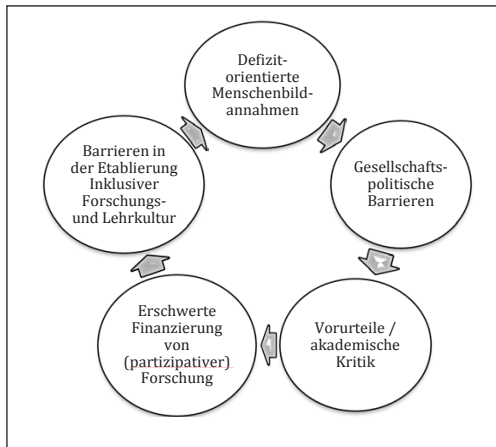 Defizit-
orientierte
Menschenbild-
annahmen
Gesellschafts-
politische
Barrieren
Vorurteile /
akademische
Kritik
Erschwerte
Finanzierung
von
(partizipativer)
Forschung
Barrieren in
der Etablierung
Inklusiver
Forschungs-
und Lehrkultur